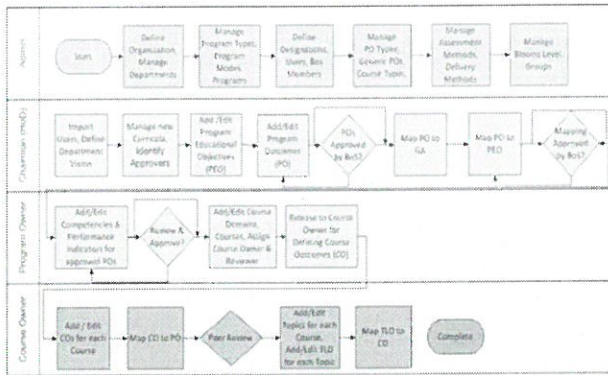 Admin
Start
Define
Organisation,
Manage
Departments
Manage
Program Types,
Program
Modes, Programs
Define
Designations,
Users, Bos
Members
Manage
PO Types,
Generic POs,
Course Types,
Manage
Assessment
Methods,
Delivery
Methods
Manage
Blooms Level,
Groups
Chairman (HoD)
Import
Users, Define
Department
Vision
Manage new
Curricula,
Identify
Approvers
Add /Edit
Program
Educational
Objectives
(PEO)
Add/Edit
Program
Outcomes
(PO)
POs
Approved
by BoS?
Map PO to
GA
Map PO to
PEO
Mapping
Approved
by BoS?
Program Owner
Add/Edit
Competencies &
Performance
Indicators for
approved POs
Review &
Approve?
Add/Edit Course
Domains,
Courses, Assign
Course Owner &
Reviewer
Release to Course
Owner for
Defining Course
Outcomes (CO)
Course Owner
Add / Edit
COs for each
Course
Map CO to PO
Peer Review
Add/Edit
Topics for each
Course,
Add/Edit TLO
for each Topic
Map TLO to
CO
Complete